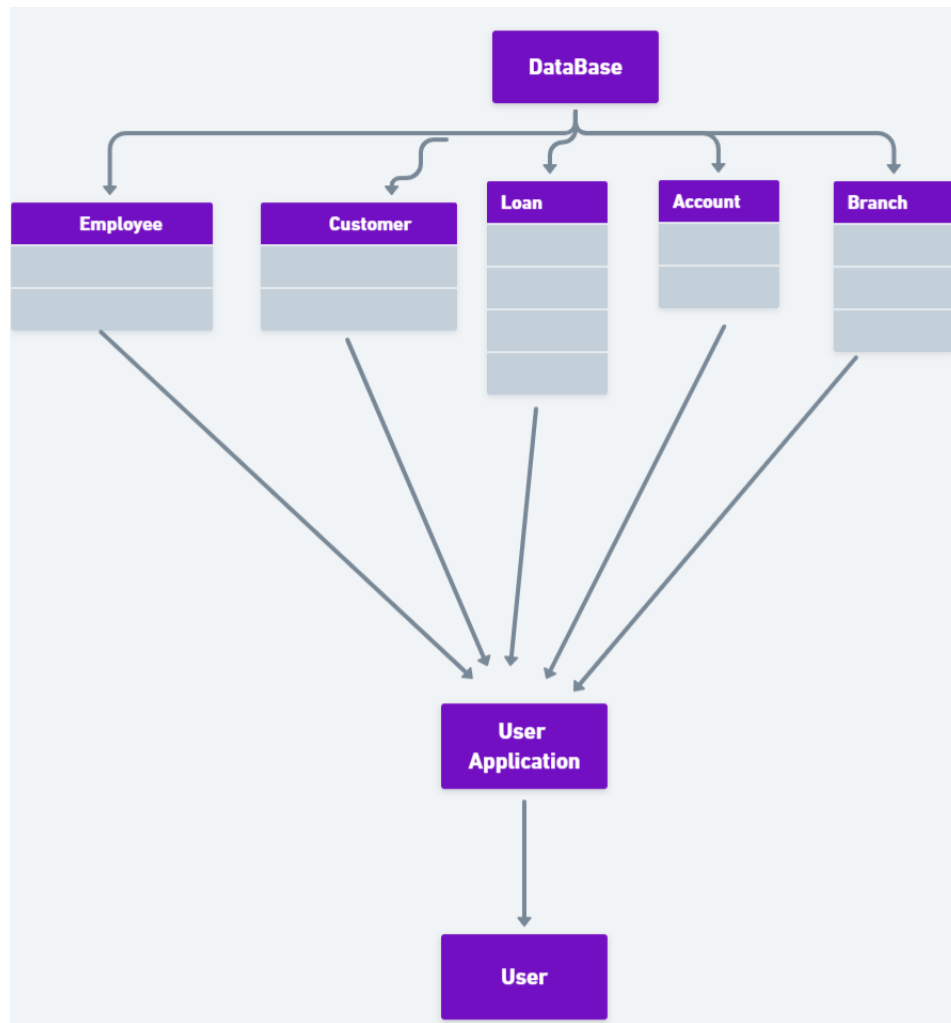 DataBase
Employee
Customer
Loan
Account
Branch
User
Application
User